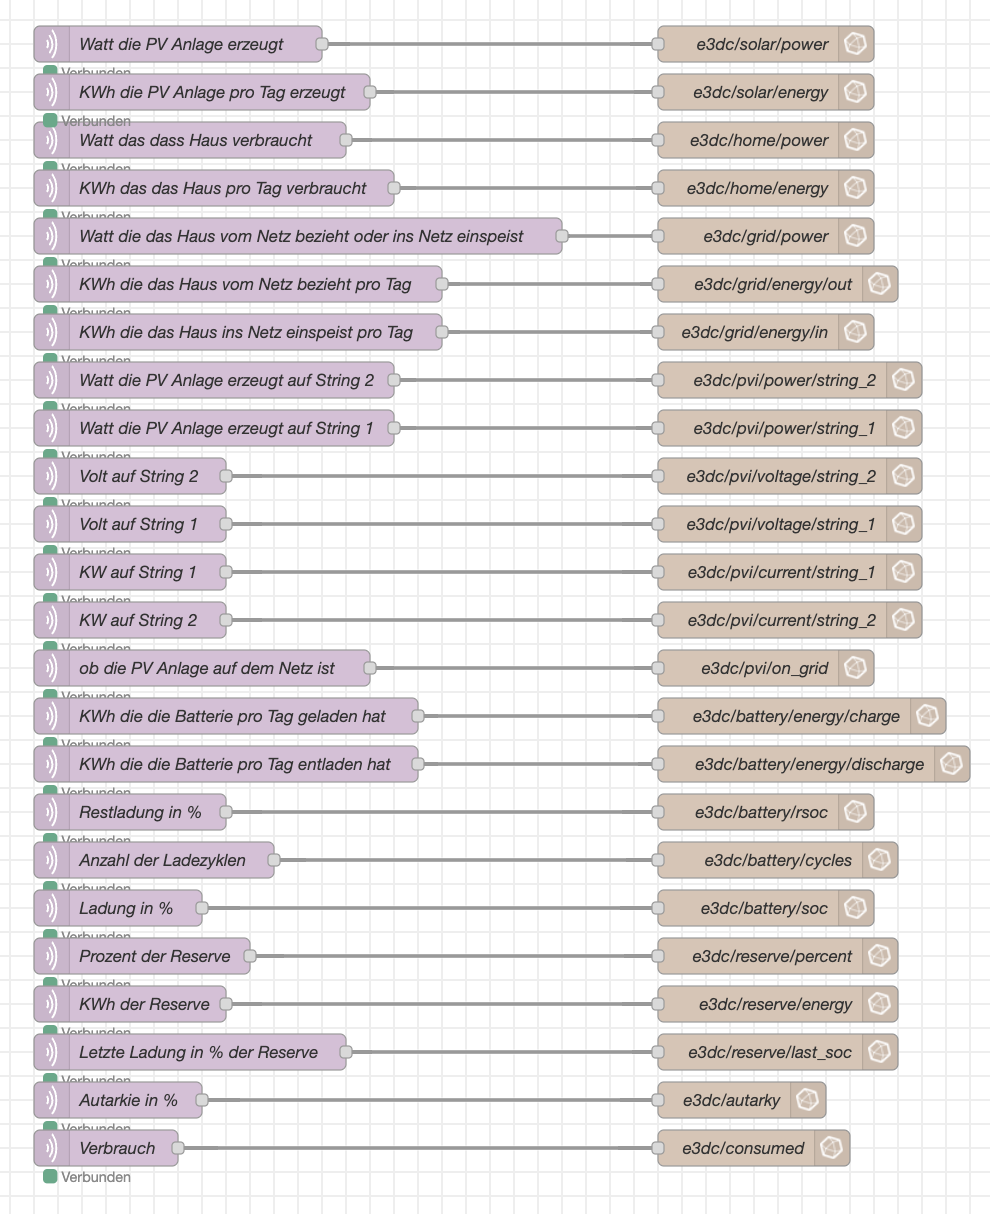 Watt die PV Anlage erzeugt e3dc/solar/power
Verbunden
KWh die PV Anlage pro Tag erzeugt e3dc/solar/energy
Verbunden
Watt das dass Haus verbraucht e3dc/home/power
Verbunden
KWh das das Haus pro Tag verbraucht e3dc/home/energy
Verbunden
Watt die das Haus vom Netz bezieht oder ins Netz einspeist e3dc/grid/power
Verbunden
KWh die das Haus vom Netz bezieht pro Tag e3dc/grid/energy/out
Verbunden
KWh die das Haus ins Netz einspeist pro Tag e3dc/grid/energy/in
Verbunden
Watt die PV Anlage erzeugt auf String 2 e3dc/pvi/power/string_2
Verbunden
Watt die PV Anlage erzeugt auf String 1 e3dc/pvi/power/string_1
Verbunden
Volt auf String 2 e3dc/pvi/voltage/string_2
Verbunden
Volt auf String 1 e3dc/pvi/voltage/string_1
Verbunden
KW auf String 1 e3dc/pvi/current/string_1
Verbunden
KW auf String 2 e3dc/pvi/current/string_2
Verbunden
ob die PV Anlage auf dem Netz ist e3dc/pvi/on_grid
Verbunden
KWh die die Batterie pro Tag geladen hat e3dc/battery/energy/charge
Verbunden
KWh die die Batterie pro Tag entladen hat e3dc/battery/energy/discharge
Verbunden
Restladung in % e3dc/battery/rsoc
Verbunden
Anzahl der Ladezyklen e3dc/battery/cycles
Verbunden
Ladung in % e3dc/battery/soc
Verbunden
Prozent der Reserve e3dc/reserve/percent
Verbunden
KWh der Reserve e3dc/reserve/energy
Verbunden
Letzte Ladung in % der Reserve e3dc/reserve/last_soc
Verbunden
Autarkie in % e3dc/autarky
Verbunden
Verbrauch e3dc/consumed
Verbunden